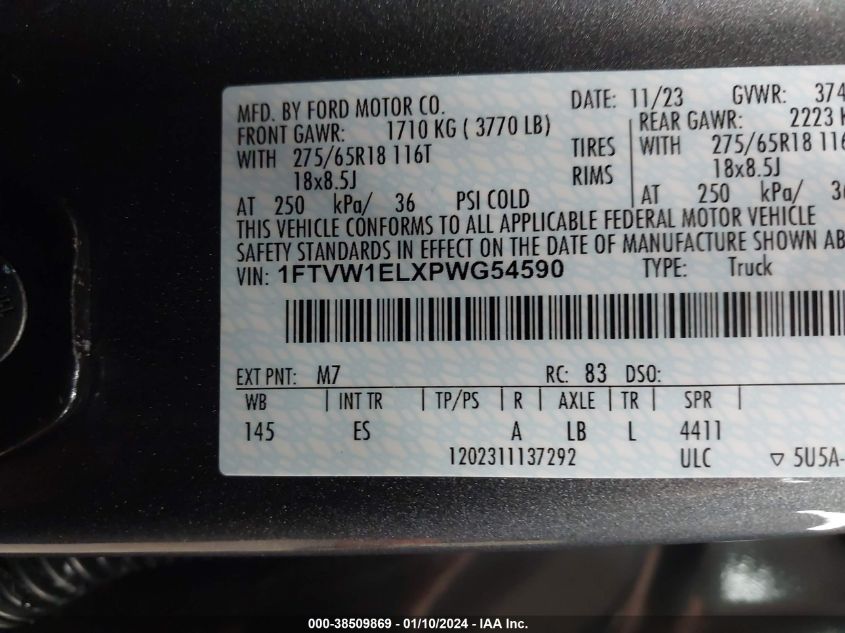 MFD. BY FORD MOTOR CO. DATE: 11/23 GVWR: 374
FRONT GAWR: 1710 KG ( 3770 LB) REAR GAWR: 2223 K
WITH 275/65R18 116T TIRES WITH 275/65R18 116
18x8.5J RIMS 18x8.5J
AT 250 kPa/ 36 PSI COLD AT 250 kPa/ 36
THIS VEHICLE CONFORMS TO ALL APPLICABLE FEDERAL MOTOR VEHICLE
SAFETY STANDARDS IN EFFECT ON THE DATE OF MANUFACTURE SHOWN AB
VIN: 1FTVW1ELXPWG54590 TYPE: Truck
EXT PNT: M7 RC: 83 DSO:
WB | INT TR | TP/PS | R | AXLE | TR | SPR |
145 ES A LB L 4411
1202311137292 ULC ▽ 5U5A-
000-38509869 - 01/10/2024 - IAA Inc.